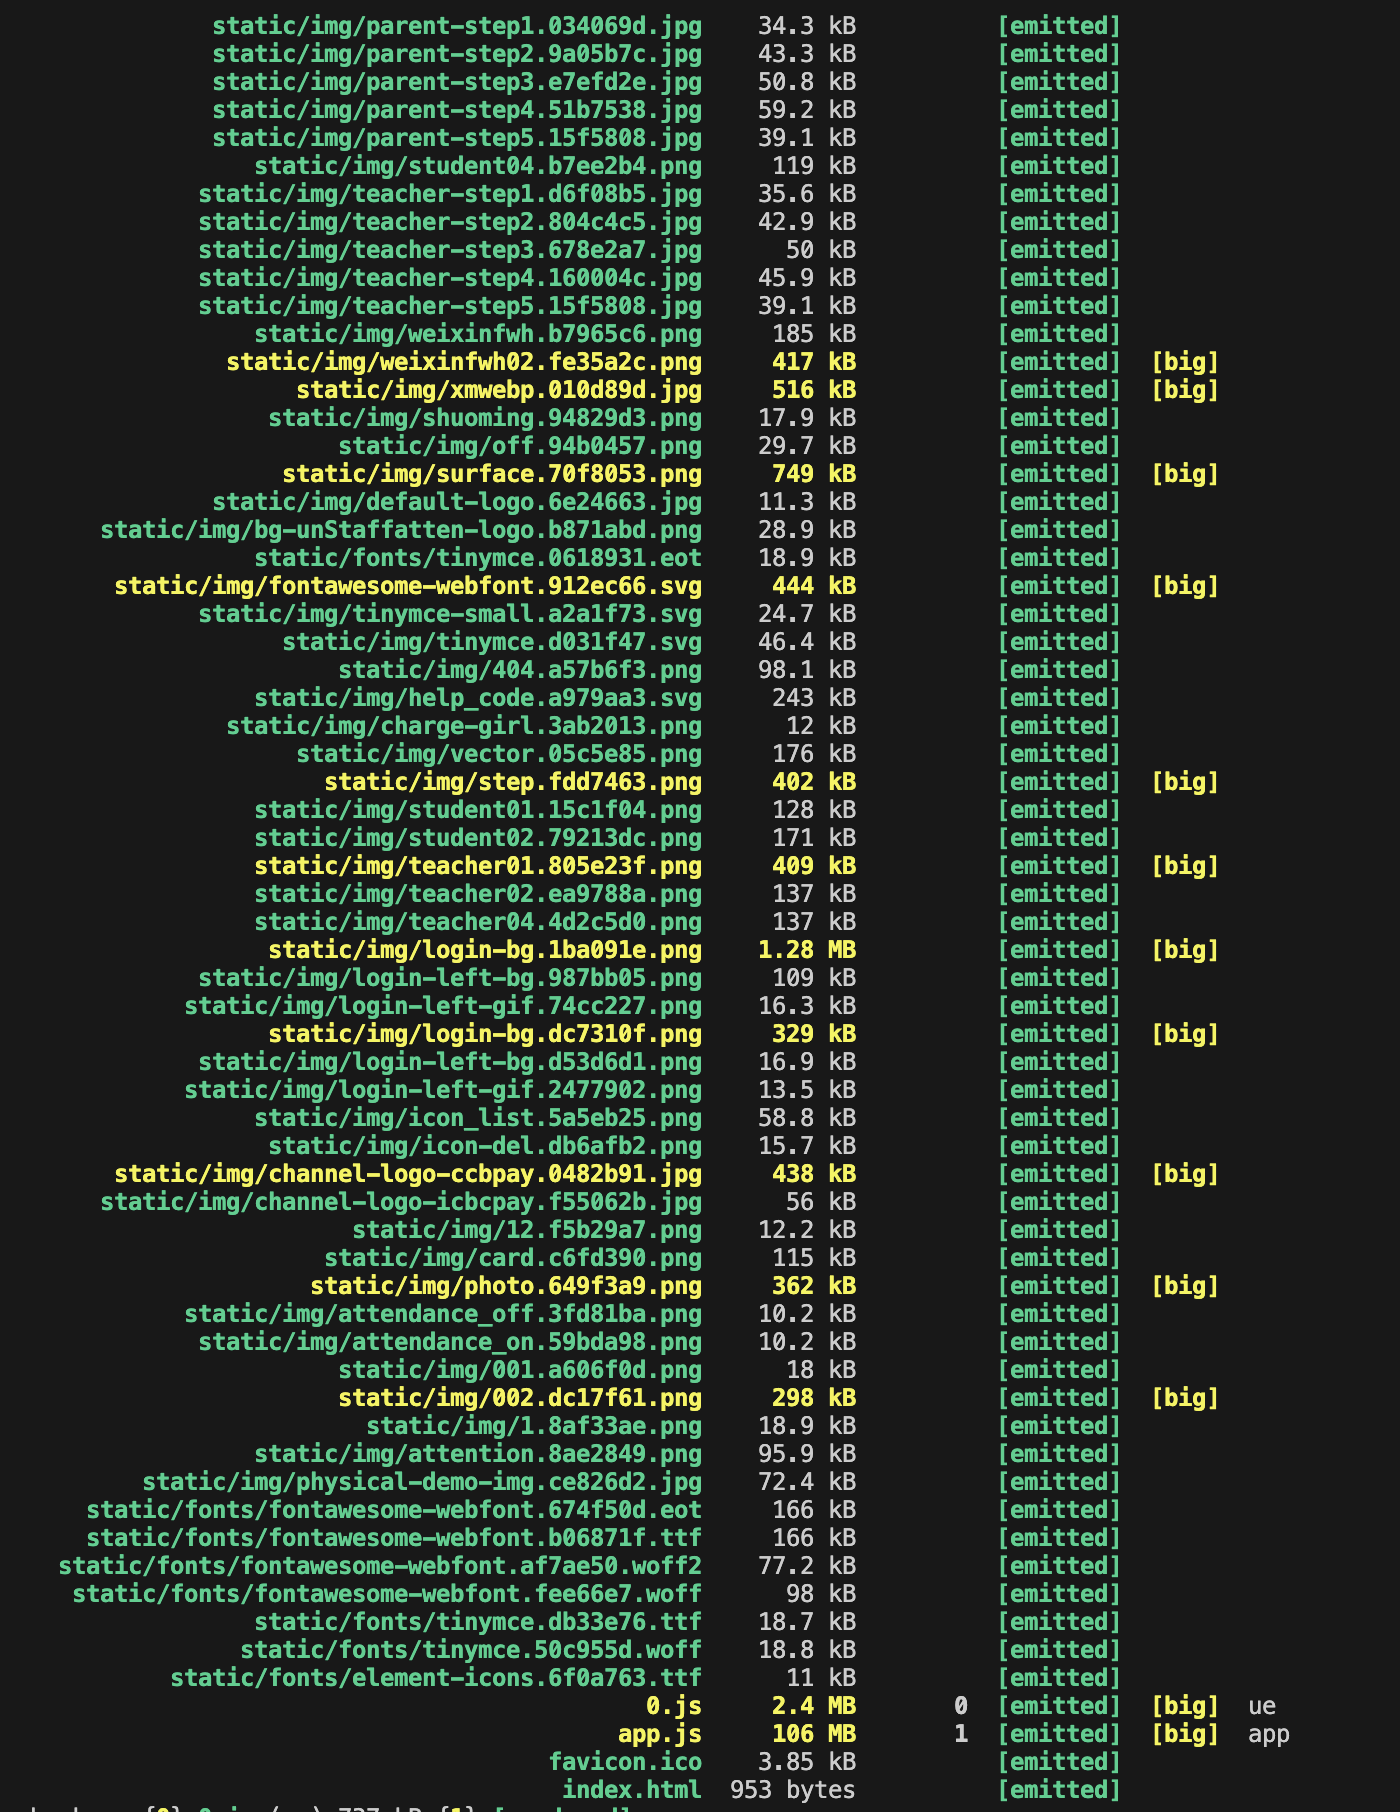 static/img/parent-step1.034069d.jpg 34.3 kB [emitted]
static/img/parent-step2.9a05b7c.jpg 43.3 kB [emitted]
static/img/parent-step3.e7efd2e.jpg 50.8 kB [emitted]
static/img/parent-step4.51b7538.jpg 59.2 kB [emitted]
static/img/parent-step5.15f5808.jpg 39.1 kB [emitted]
static/img/student04.b7ee2b4.png 119 kB [emitted]
static/img/teacher-step1.d6f08b5.jpg 35.6 kB [emitted]
static/img/teacher-step2.804c4c5.jpg 42.9 kB [emitted]
static/img/teacher-step3.678e2a7.jpg 50 kB [emitted]
static/img/teacher-step4.160004c.jpg 45.9 kB [emitted]
static/img/teacher-step5.15f5808.jpg 39.1 kB [emitted]
static/img/weixinfwh.b7965c6.png 185 kB [emitted]
static/img/weixinfwh02.fe35a2c.png 417 kB [emitted] [big]
static/img/xmwebp.010d89d.jpg 516 kB [emitted] [big]
static/img/shuoming.94829d3.png 17.9 kB [emitted]
static/img/off.94b0457.png 29.7 kB [emitted]
static/img/surface.70f8053.png 749 kB [emitted] [big]
static/img/default-logo.6e24663.jpg 11.3 kB [emitted]
static/img/bg-unStaffatten-logo.b871abd.png 28.9 kB [emitted]
static/fonts/tinymce.0618931.eot 18.9 kB [emitted]
static/img/fontawesome-webfont.912ec66.svg 444 kB [emitted] [big]
static/img/tinymce-small.a2a1f73.svg 24.7 kB [emitted]
static/img/tinymce.d031f47.svg 46.4 kB [emitted]
static/img/404.a57b6f3.png 98.1 kB [emitted]
static/img/help_code.a979aa3.svg 243 kB [emitted]
static/img/charge-girl.3ab2013.png 12 kB [emitted]
static/img/vector.05c5e85.png 176 kB [emitted]
static/img/step.fdd7463.png 402 kB [emitted] [big]
static/img/student01.15c1f04.png 128 kB [emitted]
static/img/student02.79213dc.png 171 kB [emitted]
static/img/teacher01.805e23f.png 409 kB [emitted] [big]
static/img/teacher02.ea9788a.png 137 kB [emitted]
static/img/teacher04.4d2c5d0.png 137 kB [emitted]
static/img/login-bg.1ba091e.png 1.28 MB [emitted] [big]
static/img/login-left-bg.987bb05.png 109 kB [emitted]
static/img/login-left-gif.74cc227.png 16.3 kB [emitted]
static/img/login-bg.dc7310f.png 329 kB [emitted] [big]
static/img/login-left-bg.d53d6d1.png 16.9 kB [emitted]
static/img/login-left-gif.2477902.png 13.5 kB [emitted]
static/img/icon_list.5a5eb25.png 58.8 kB [emitted]
static/img/icon-del.db6afb2.png 15.7 kB [emitted]
static/img/channel-logo-ccbpay.0482b91.jpg 438 kB [emitted] [big]
static/img/channel-logo-icbcpay.f55062b.jpg 56 kB [emitted]
static/img/12.f5b29a7.png 12.2 kB [emitted]
static/img/card.c6fd390.png 115 kB [emitted]
static/img/photo.649f3a9.png 362 kB [emitted] [big]
static/img/attendance_off.3fd81ba.png 10.2 kB [emitted]
static/img/attendance_on.59bda98.png 10.2 kB [emitted]
static/img/001.a606f0d.png 18 kB [emitted]
static/img/002.dc17f61.png 298 kB [emitted] [big]
static/img/1.8af33ae.png 18.9 kB [emitted]
static/img/attention.8ae2849.png 95.9 kB [emitted]
static/img/physical-demo-img.ce826d2.jpg 72.4 kB [emitted]
static/fonts/fontawesome-webfont.674f50d.eot 166 kB [emitted]
static/fonts/fontawesome-webfont.b06871f.ttf 166 kB [emitted]
static/fonts/fontawesome-webfont.af7ae50.woff2 77.2 kB [emitted]
static/fonts/fontawesome-webfont.fee66e7.woff 98 kB [emitted]
static/fonts/tinymce.db33e76.ttf 18.7 kB [emitted]
static/fonts/tinymce.50c955d.woff 18.8 kB [emitted]
static/fonts/element-icons.6f0a763.ttf 11 kB [emitted]
0.js 2.4 MB 0 [emitted] [big] ue
app.js 106 MB 1 [emitted] [big] app
favicon.ico 3.85 kB [emitted]
index.html 953 bytes [emitted]